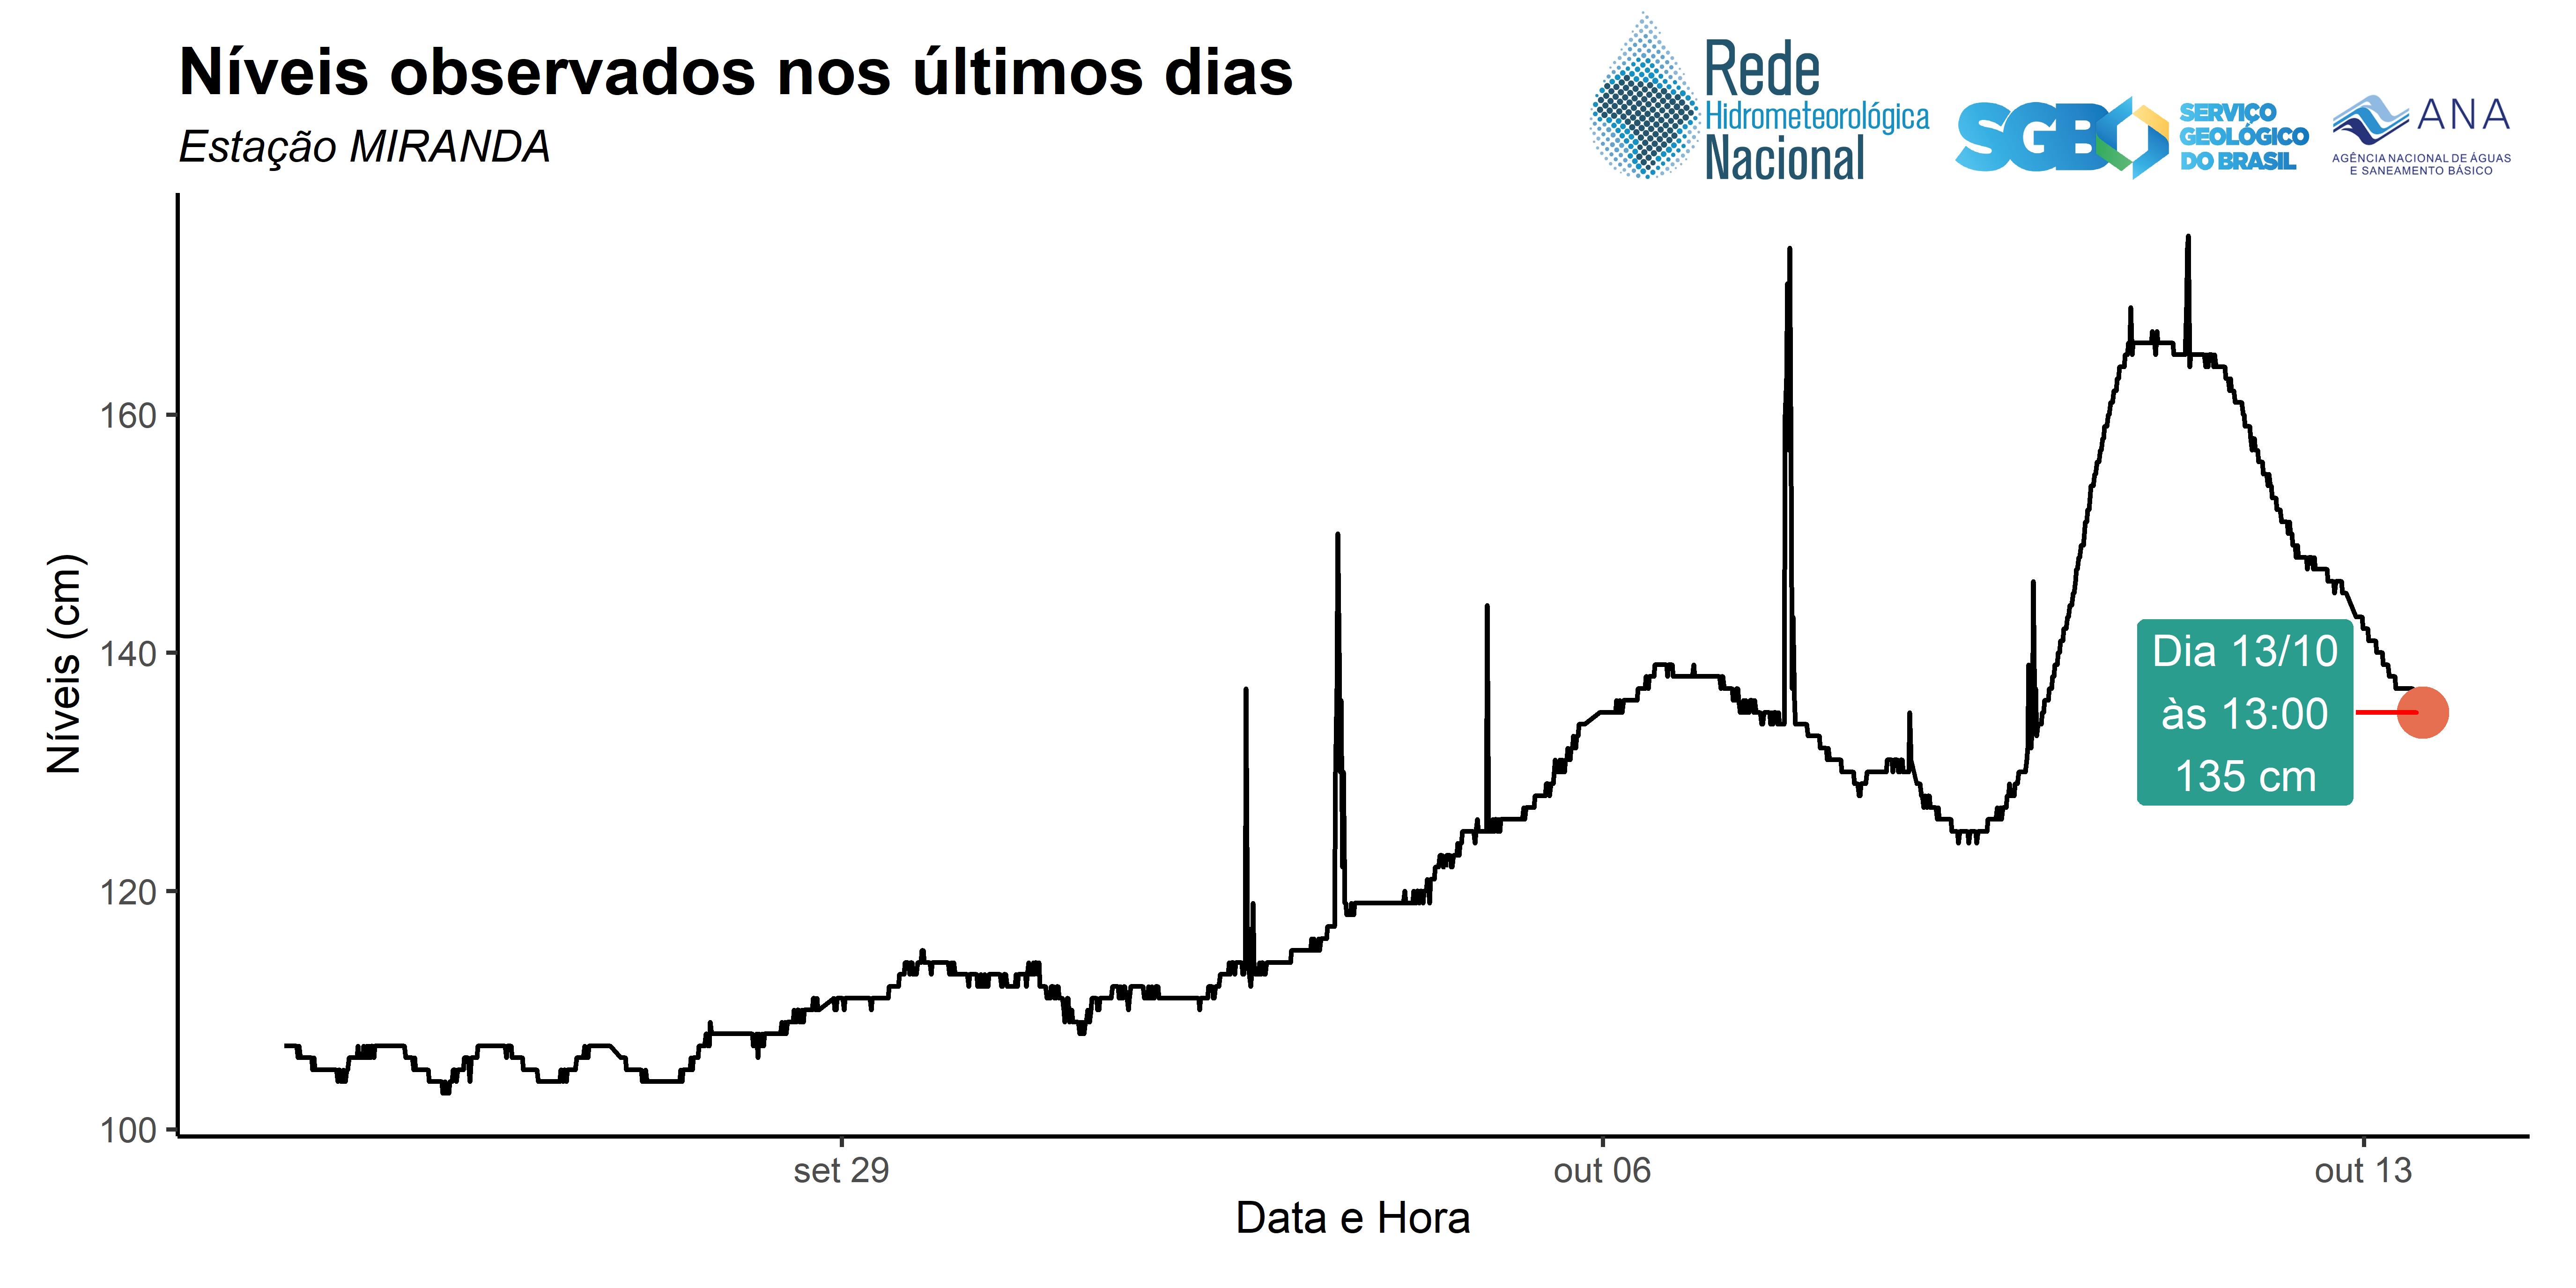 Níveis observados nos últimos dias
Estação MIRANDA
Rede
Hidrometeorológica
Nacional
SGB
SERVIÇO
GEOLÓGICO
DO BRASIL
ANA
AGÊNCIA NACIONAL DE ÁGUAS
E SANEAMENTO BÁSICO
Níveis (cm)
160
140
120
100
Dia 13/10
às 13:00
135 cm
set 29
out 06
out 13
Data e Hora